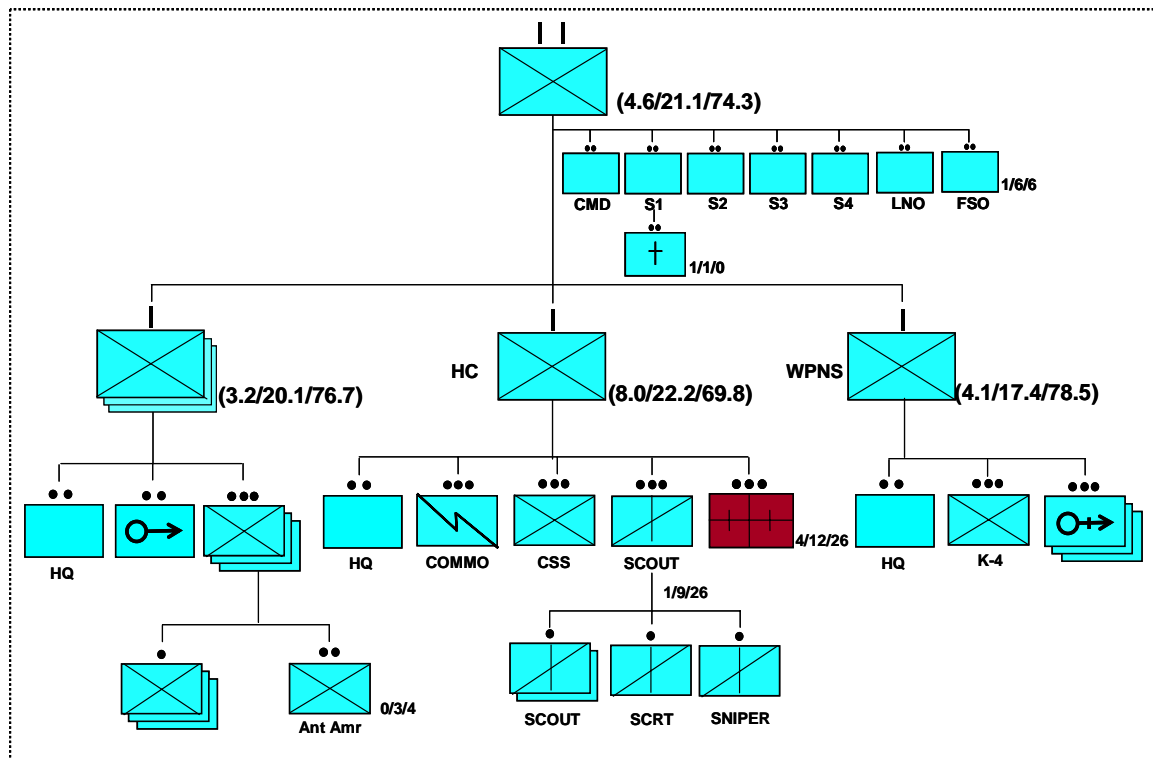 (4.6/21.1/74.3)
1/6/6
CMD S1 S2 S3 S4 LNO FSO
1/1/0
HC WPNS
(3.2/20.1/76.7) (8.0/22.2/69.8) (4.1/17.4/78.5)
4/12/26
HQ HQ COMMO CSS SCOUT HQ K-4
1/9/26
0/3/4
Ant Amr SCOUT SCRT SNIPER